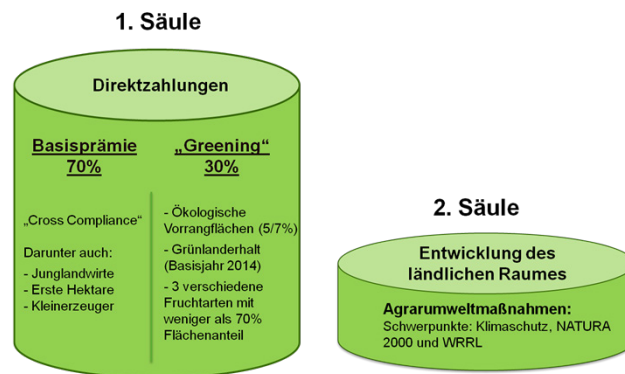 1. Säule
Direktzahlungen
Basisprämie
70%
„Cross Compliance“
Darunter auch:
- Junglandwirte
- Erste Hektare
- Kleinerzeuger
„Greening“
30%
- Ökologische
Vorrangflächen (5/7%)
- Grünlanderhalt
(Basisjahr 2014)
- 3 verschiedene
Fruchtarten mit
weniger als 70%
Flächenanteil
2. Säule
Entwicklung des
ländlichen Raumes
Agrarumweltmaßnahmen:
Schwerpunkte: Klimaschutz, NATURA
2000 und WRRL